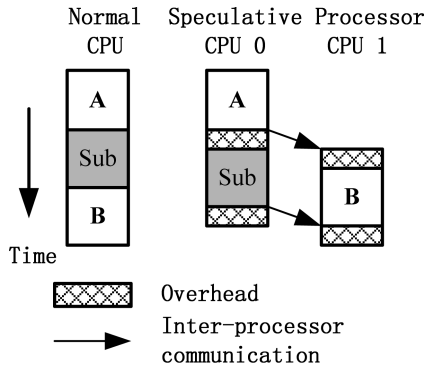 Normal Speculative Processor
CPU CPU 0 CPU 1
A A
Sub Sub
B B
Time
Overhead
Inter-processor
communication